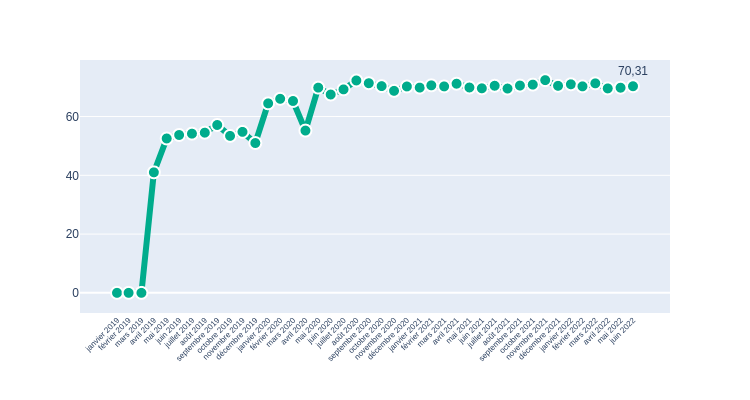 70,31
60
40
20
0
janvier 2019
février 2019
mars 2019
avril 2019
mai 2019
juin 2019
juillet 2019
août 2019
septembre 2019
octobre 2019
novembre 2019
décembre 2019
janvier 2020
février 2020
mars 2020
avril 2020
mai 2020
juin 2020
juillet 2020
août 2020
septembre 2020
octobre 2020
novembre 2020
décembre 2020
janvier 2021
février 2021
mars 2021
avril 2021
mai 2021
juin 2021
juillet 2021
août 2021
septembre 2021
octobre 2021
novembre 2021
décembre 2021
janvier 2022
février 2022
mars 2022
avril 2022
mai 2022
juin 2022